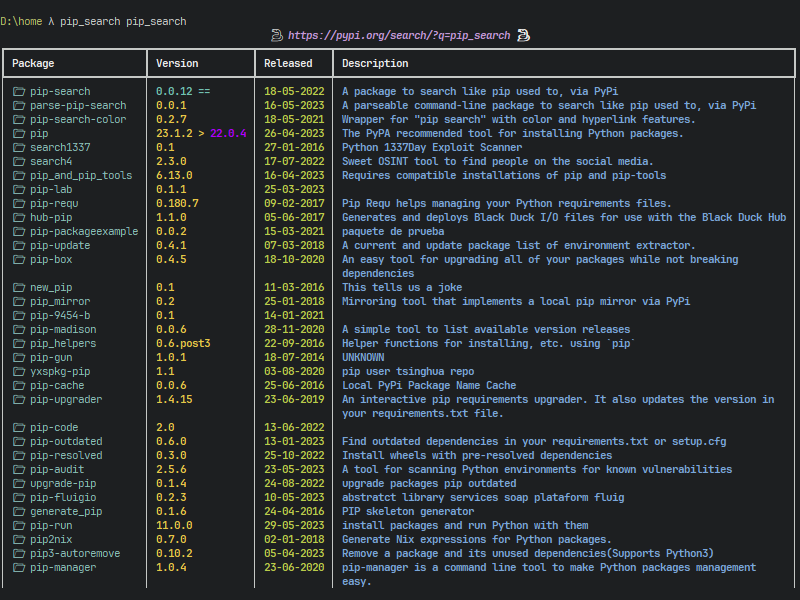 D:\home λ pip_search pip_search
https://pypi.org/search/?q=pip_search
Package Version Released Description
pip-search 0.0.12 == 18-05-2022 A package to search like pip used to, via PyPi
parse-pip-search 0.0.1 16-05-2023 A parseable command-line package to search like pip used to, via PyPi
pip-search-color 0.2.7 18-05-2021 Wrapper for "pip search" with color and hyperlink features.
pip 23.1.2 > 22.0.4 26-04-2023 The PyPA recommended tool for installing Python packages.
search1337 0.1 27-01-2016 Python 1337Day Exploit Scanner
search4 2.3.0 17-07-2022 Sweet OSINT tool to find people on the social media.
pip_and_pip_tools 6.13.0 16-04-2023 Requires compatible installations of pip and pip-tools
pip-lab 0.1.1 25-03-2023
pip-requ 0.180.7 09-02-2017 Pip Requ helps managing your Python requirements files.
hub-pip 1.1.0 05-06-2017 Generates and deploys Black Duck I/O files for use with the Black Duck Hub
pip-packageexample 0.0.2 15-03-2021 paquete de prueba
pip-update 0.4.1 07-03-2018 A current and update package list of environment extractor.
pip-box 0.4.5 18-10-2020 An easy tool for upgrading all of your packages while not breaking
dependencies
new_pip 0.1 11-03-2016 This tells us a joke
pip_mirror 0.2 25-01-2018 Mirroring tool that implements a local pip mirror via PyPi
pip-9454-b 0.1 14-01-2021
pip-madison 0.0.6 28-11-2020 A simple tool to list available version releases
pip_helpers 0.6.post3 22-09-2016 Helper functions for installing, etc. using `pip`
pip-gun 1.0.1 18-07-2014 UNKNOWN
yxspkg-pip 1.1 03-08-2020 pip user tsinghua repo
pip-cache 0.0.6 25-06-2016 Local PyPi Package Name Cache
pip-upgrader 1.4.15 23-06-2019 An interactive pip requirements upgrader. It also updates the version in
your requirements.txt file.
pip-code 2.0 13-06-2022
pip-outdated 0.6.0 13-01-2023 Find outdated dependencies in your requirements.txt or setup.cfg
pip-resolved 0.3.0 25-10-2022 Install wheels with pre-resolved dependencies
pip-audit 2.5.6 23-05-2023 A tool for scanning Python environments for known vulnerabilities
upgrade-pip 0.1.4 24-08-2022 upgrade packages pip outdated
pip-fluigio 0.2.3 10-05-2023 abstratct library services soap plataform fluig
generate_pip 0.1.6 24-04-2016 PIP skeleton generator
pip-run 11.0.0 29-05-2023 install packages and run Python with them
pip2nix 0.7.0 02-01-2018 Generate Nix expressions for Python packages.
pip3-autoremove 0.10.2 05-04-2023 Remove a package and its unused dependencies(Supports Python3)
pip-manager 1.0.4 23-06-2020 pip-manager is a command line tool to make Python packages management
easy.